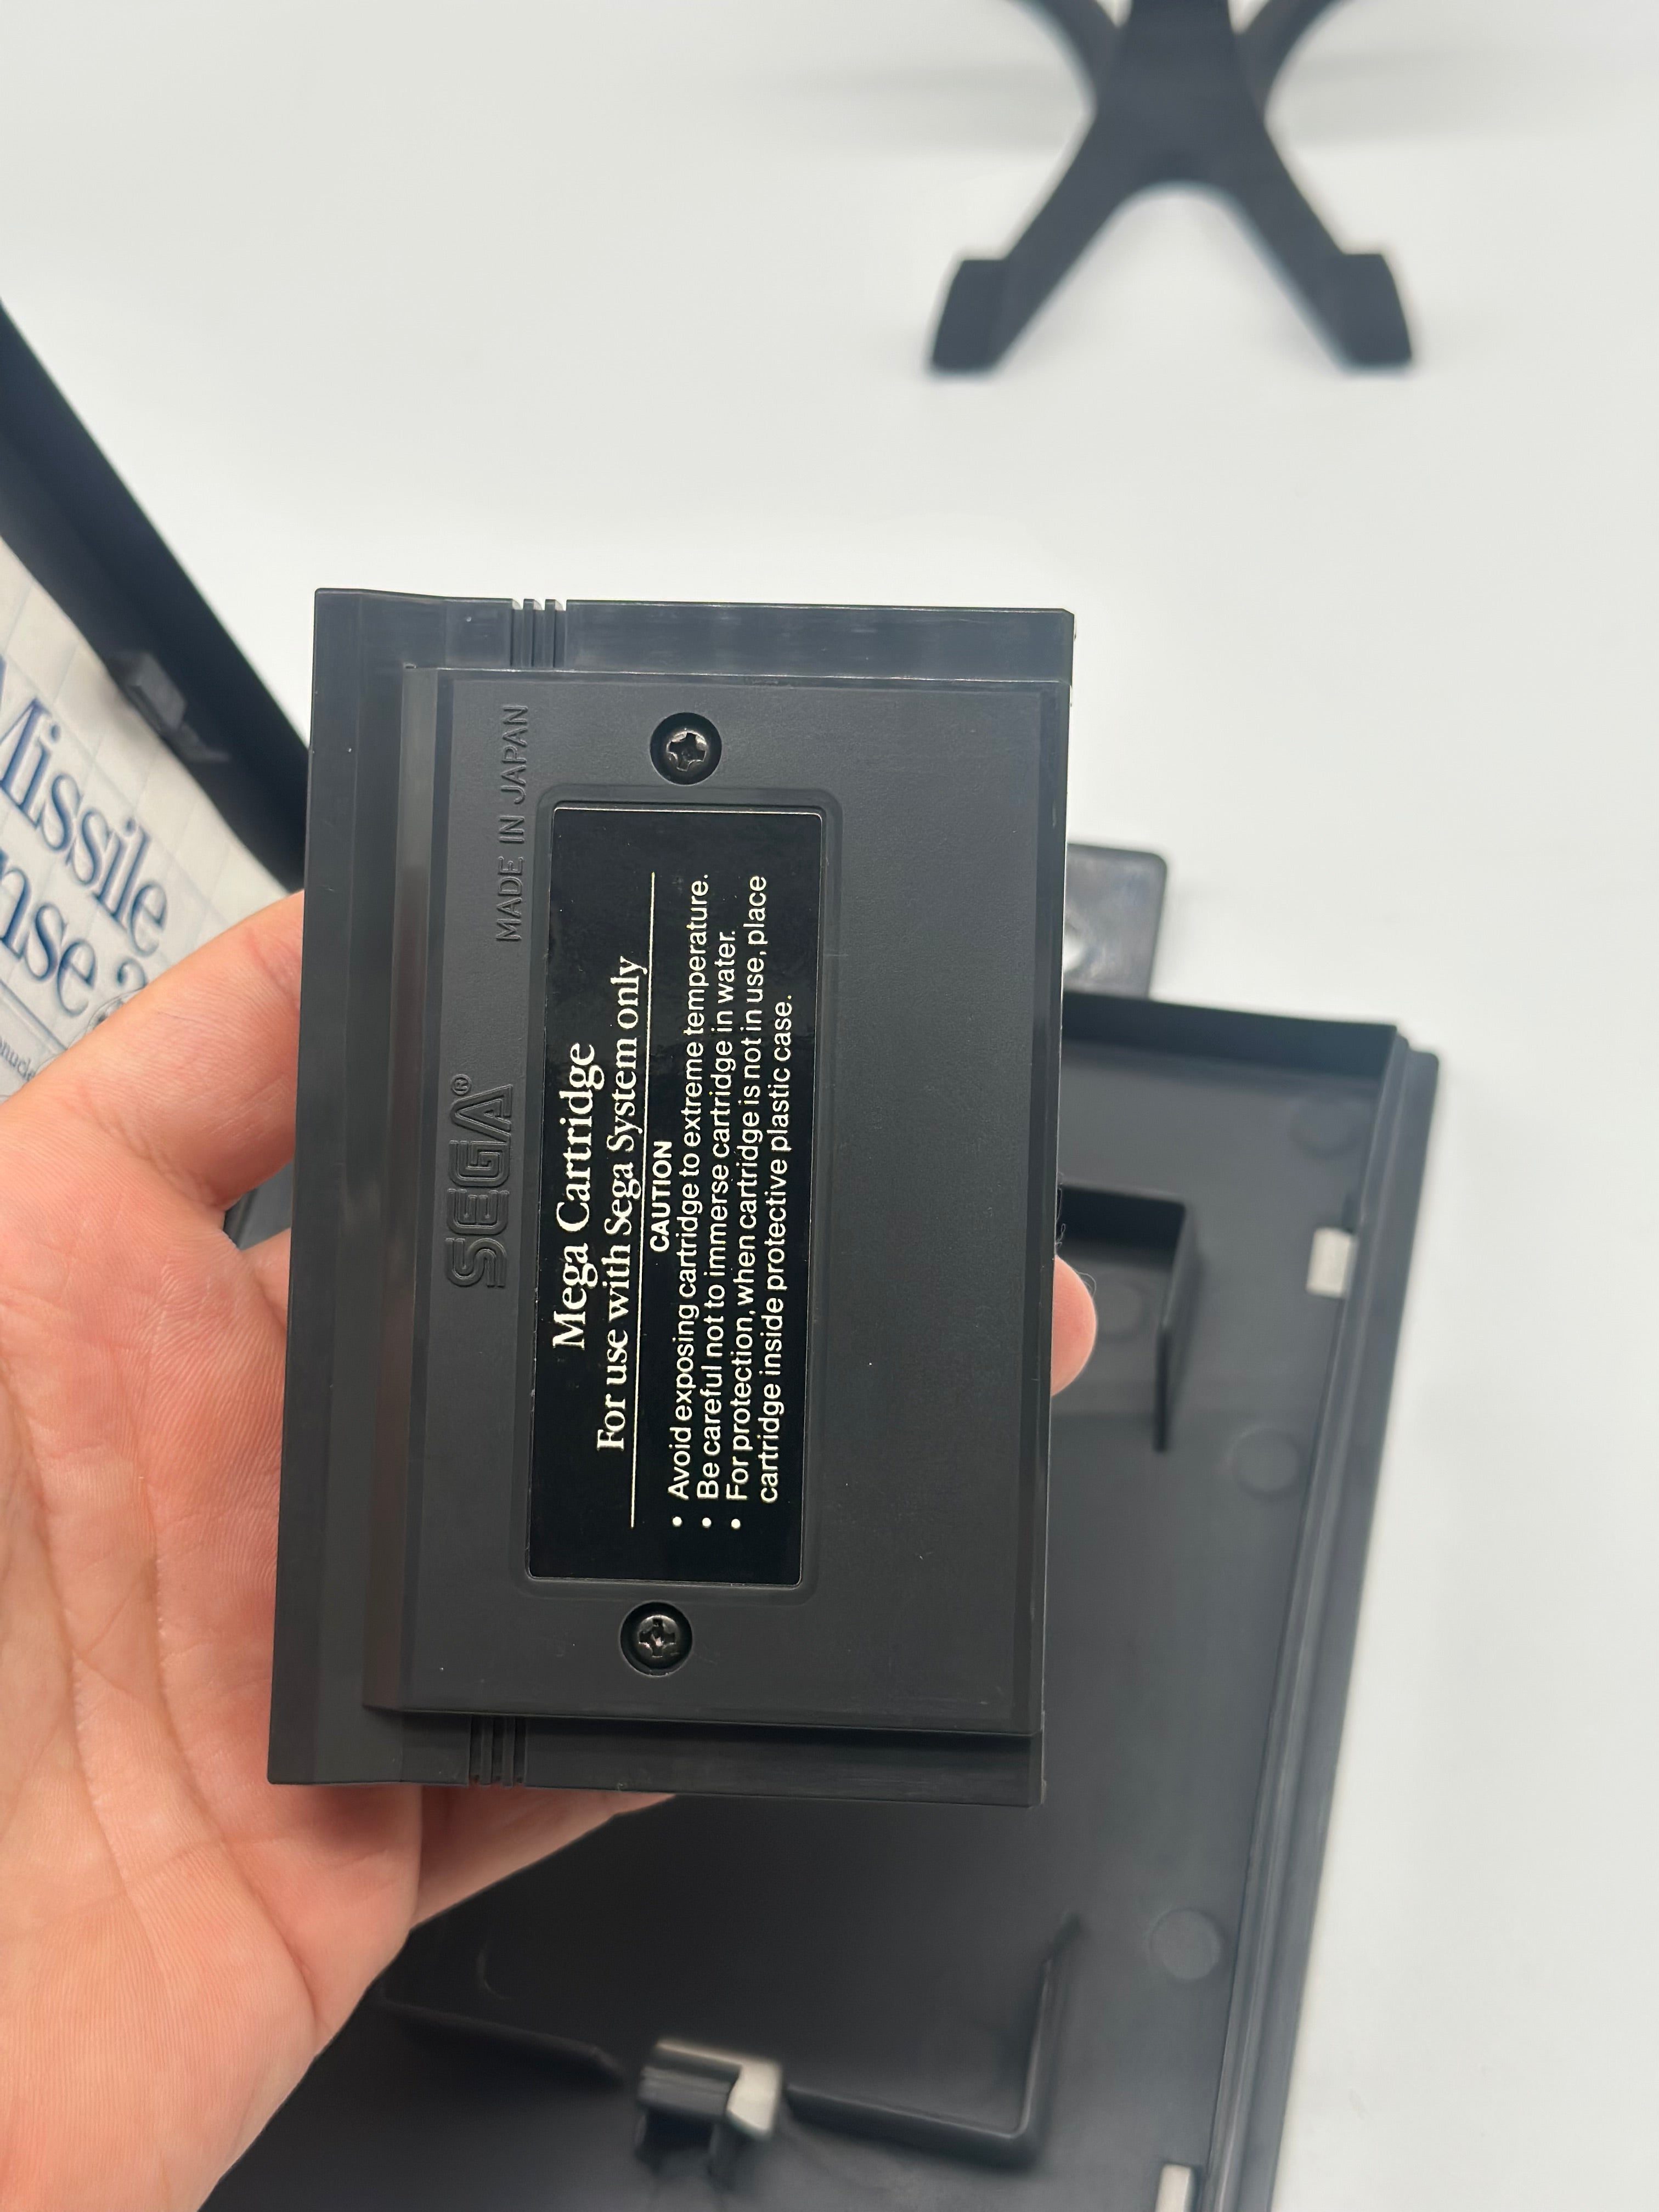 SEGA®
MADE IN JAPAN
Mega Cartridge
For use with Sega System only
CAUTION
• Avoid exposing cartridge to extreme temperature.
• Be careful not to immerse cartridge in water.
• For protection, when cartridge is not in use, place
cartridge inside protective plastic case.
Missile